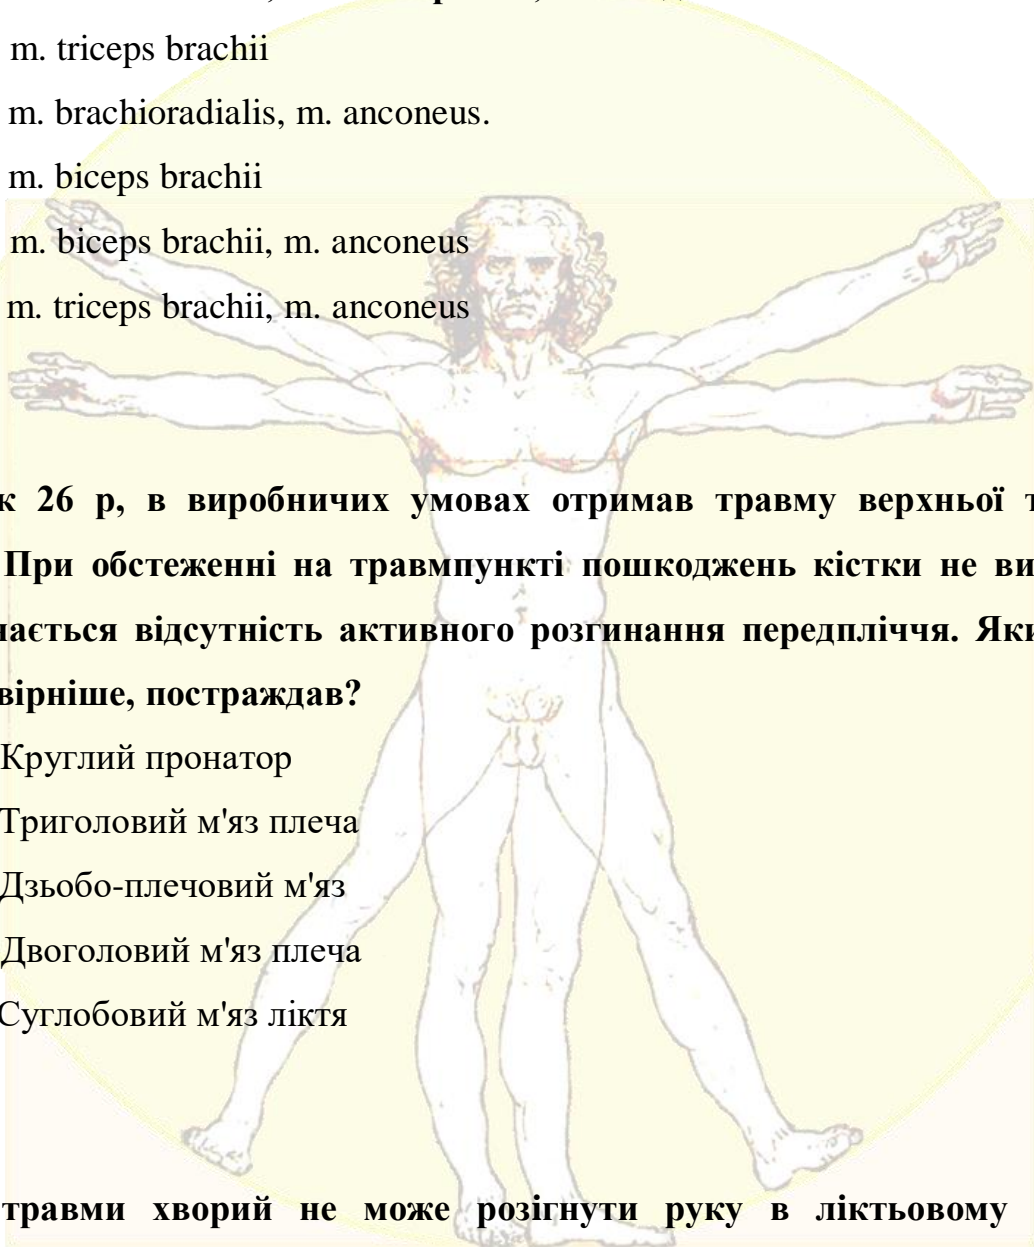 m. triceps brachii
m. brachioradialis, m. anconeus.
m. biceps brachii
m. biceps brachii, m. anconeus
m. triceps brachii, m. anconeus
к 26 р, в виробничих умовах отримав травму верхньої т
При обстеженні на травмпункті пошкоджень кістки не ви
нається відсутність активного розгинання передпліччя. Яки
вірніше, постраждав?
Круглий пронатор
Триголовий м'яз плеча
Дзьобо-плечовий м'яз
Двоголовий м'яз плеча
Суглобовий м'яз ліктя
травми хворий не може розігнути руку в ліктьовому